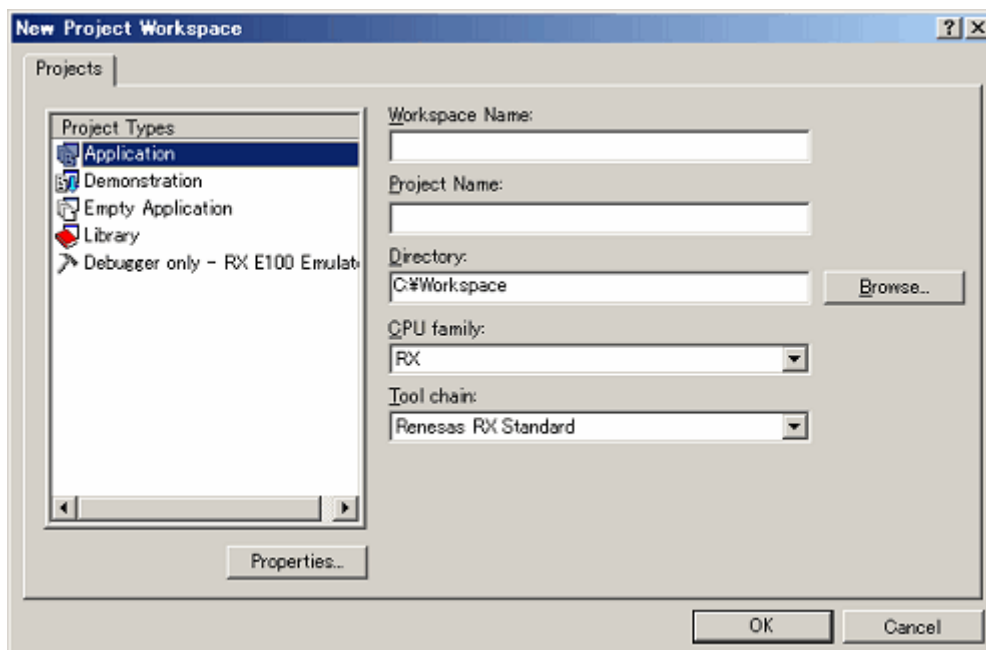 New Project Workspace
Projects
Project Types
Application
Demonstration
Empty Application
Library
Debugger only - RX E100 Emulat
Properties...
Workspace Name:
Project Name:
Directory:
C:¥Workspace
Browse...
CPU family:
RX
Tool chain:
Renesas RX Standard
OK
Cancel